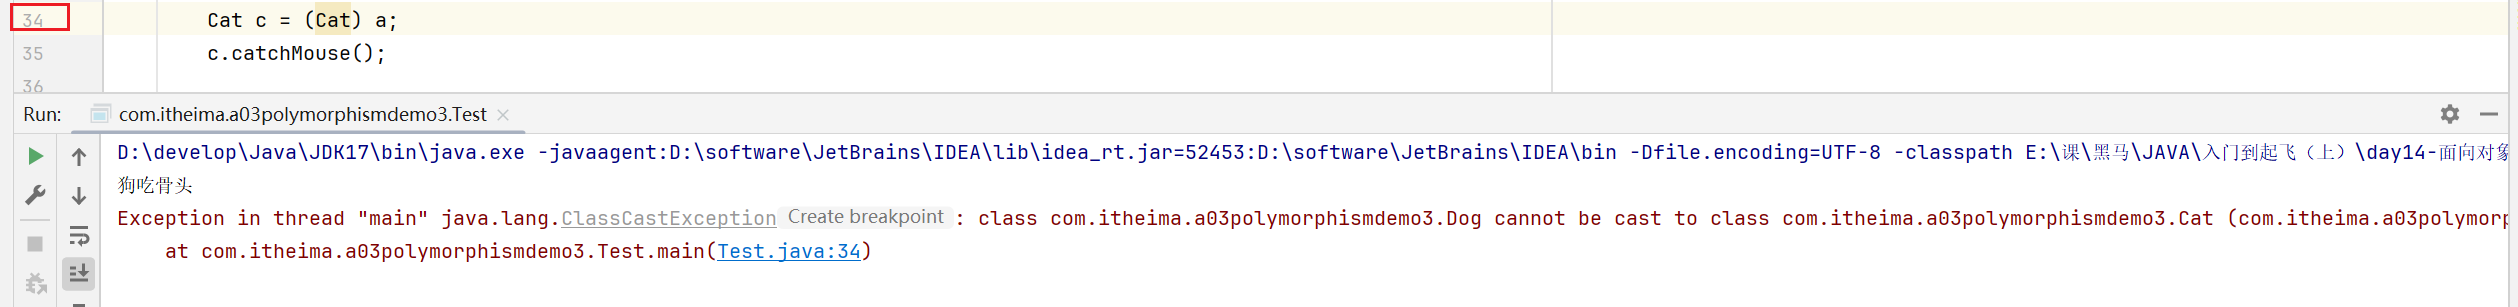 34 Cat c = (Cat) a;
35 c.catchMouse();
36
Run: com.itheima.a03polymorphismdemo3.Test
D:\develop\Java\JDK17\bin\java.exe -javaagent:D:\software\JetBrains\IDEA\lib\idea_rt.jar=52453:D:\software\JetBrains\IDEA\bin -Dfile.encoding=UTF-8 -classpath E:\课\黑马\JAVA\入门到起飞（上）\day14-面向对象
狗吃骨头
Exception in thread "main" java.lang.ClassCastException Create breakpoint : class com.itheima.a03polymorphismdemo3.Dog cannot be cast to class com.itheima.a03polymorphismdemo3.Cat (com.itheima.a03polymorp
at com.itheima.a03polymorphismdemo3.Test.main(Test.java:34)